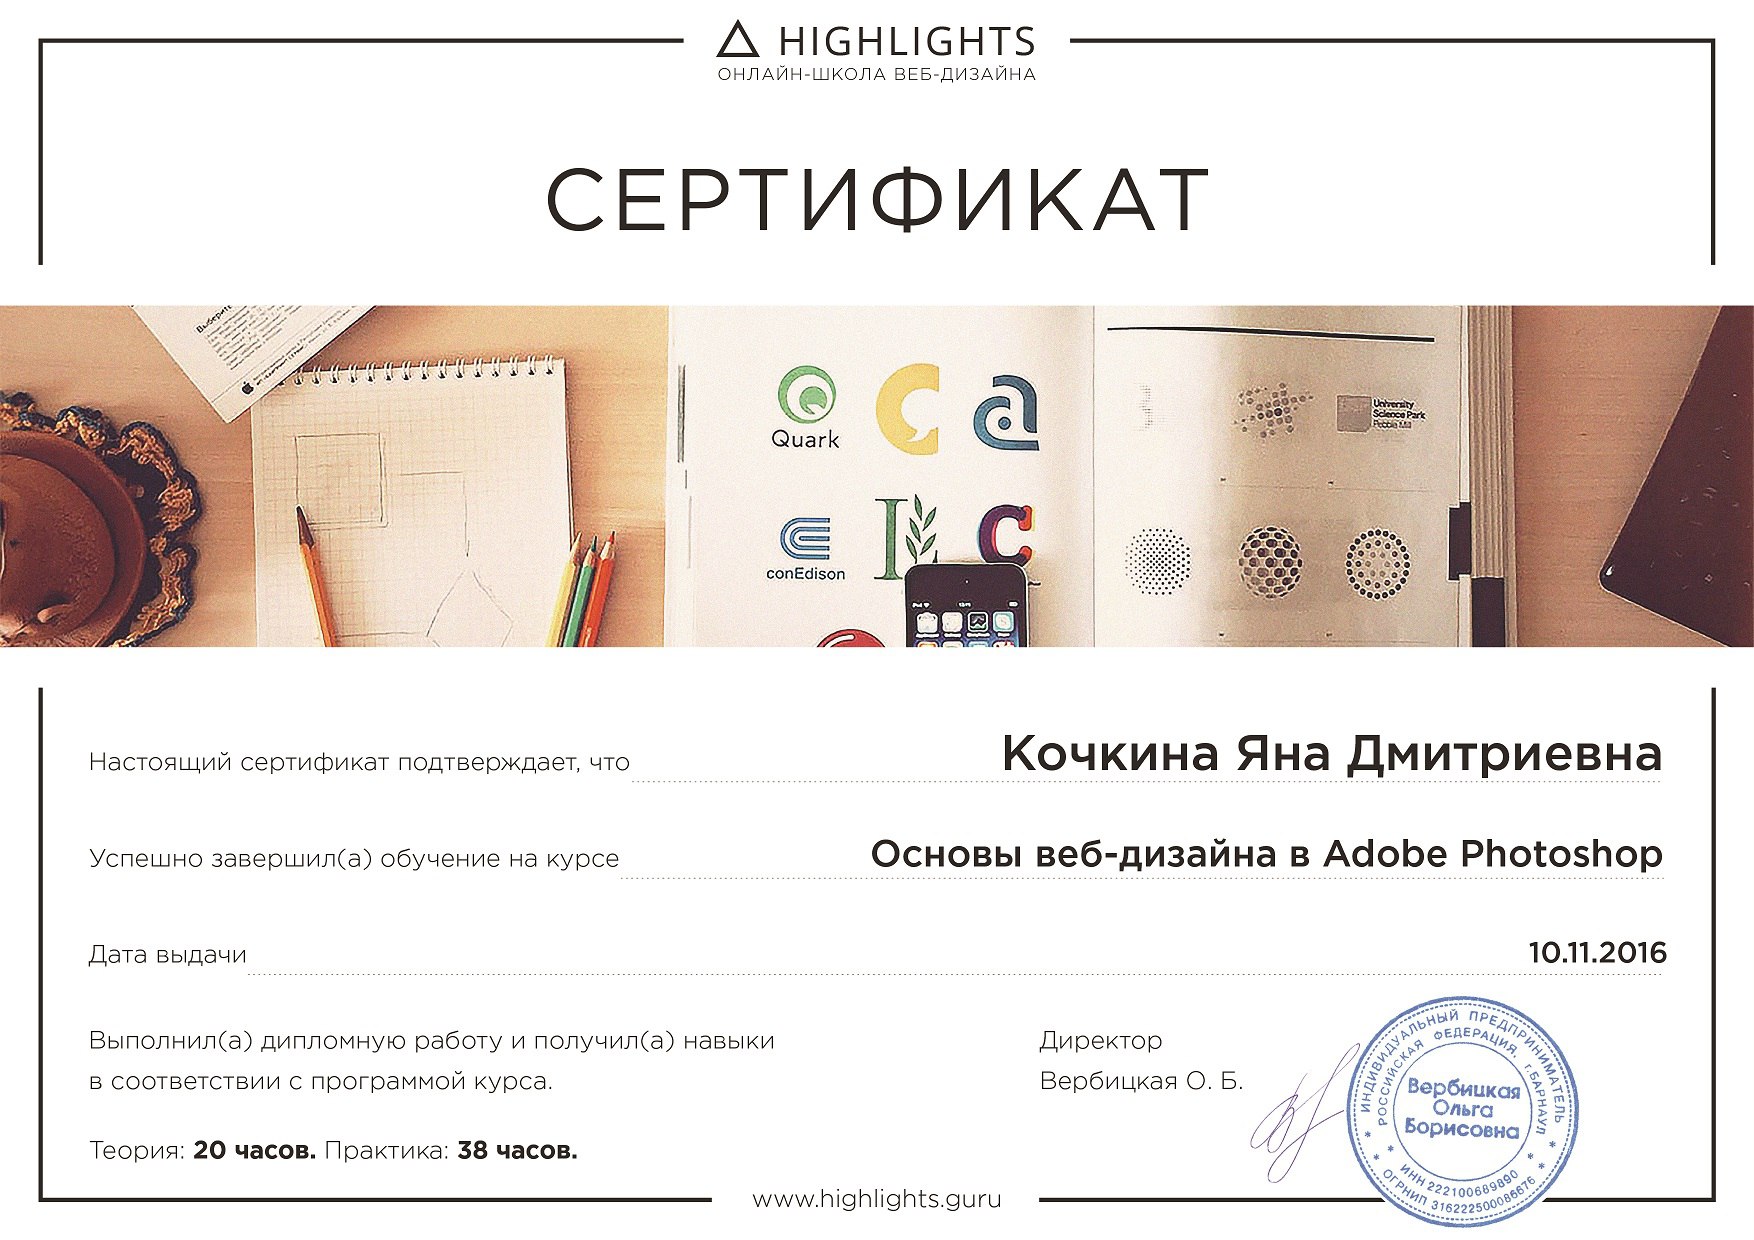 HIGHLIGHTS
ОНЛАЙН-ШКОЛА ВЕБ-ДИЗАЙНА
СЕРТИФИКАТ
Выберите
Quark
c
a
University
Science Park
Pebble Mill
conEdison
IL
c
Настоящий сертификат подтверждает, что Кочкина Яна Дмитриевна
Успешно завершил(а) обучение на курсе Основы веб-дизайна в Adobe Photoshop
Дата выдачи 10.11.2016
Выполнил(а) дипломную работу и получил(а) навыки
в соответствии с программой курса.
Теория: 20 часов. Практика: 38 часов.
Директор
Вербицкая О. Б.
ИНДИВИДУАЛЬНЫЙ ПРЕДПРИНИМАТЕЛЬ
РОССИЙСКАЯ ФЕДЕРАЦИЯ, г. БАРНАУЛ
Вербицкая
Ольга
Борисовна
ИНН 222100689890
ОГРНИП 316222500086676
www.highlights.guru